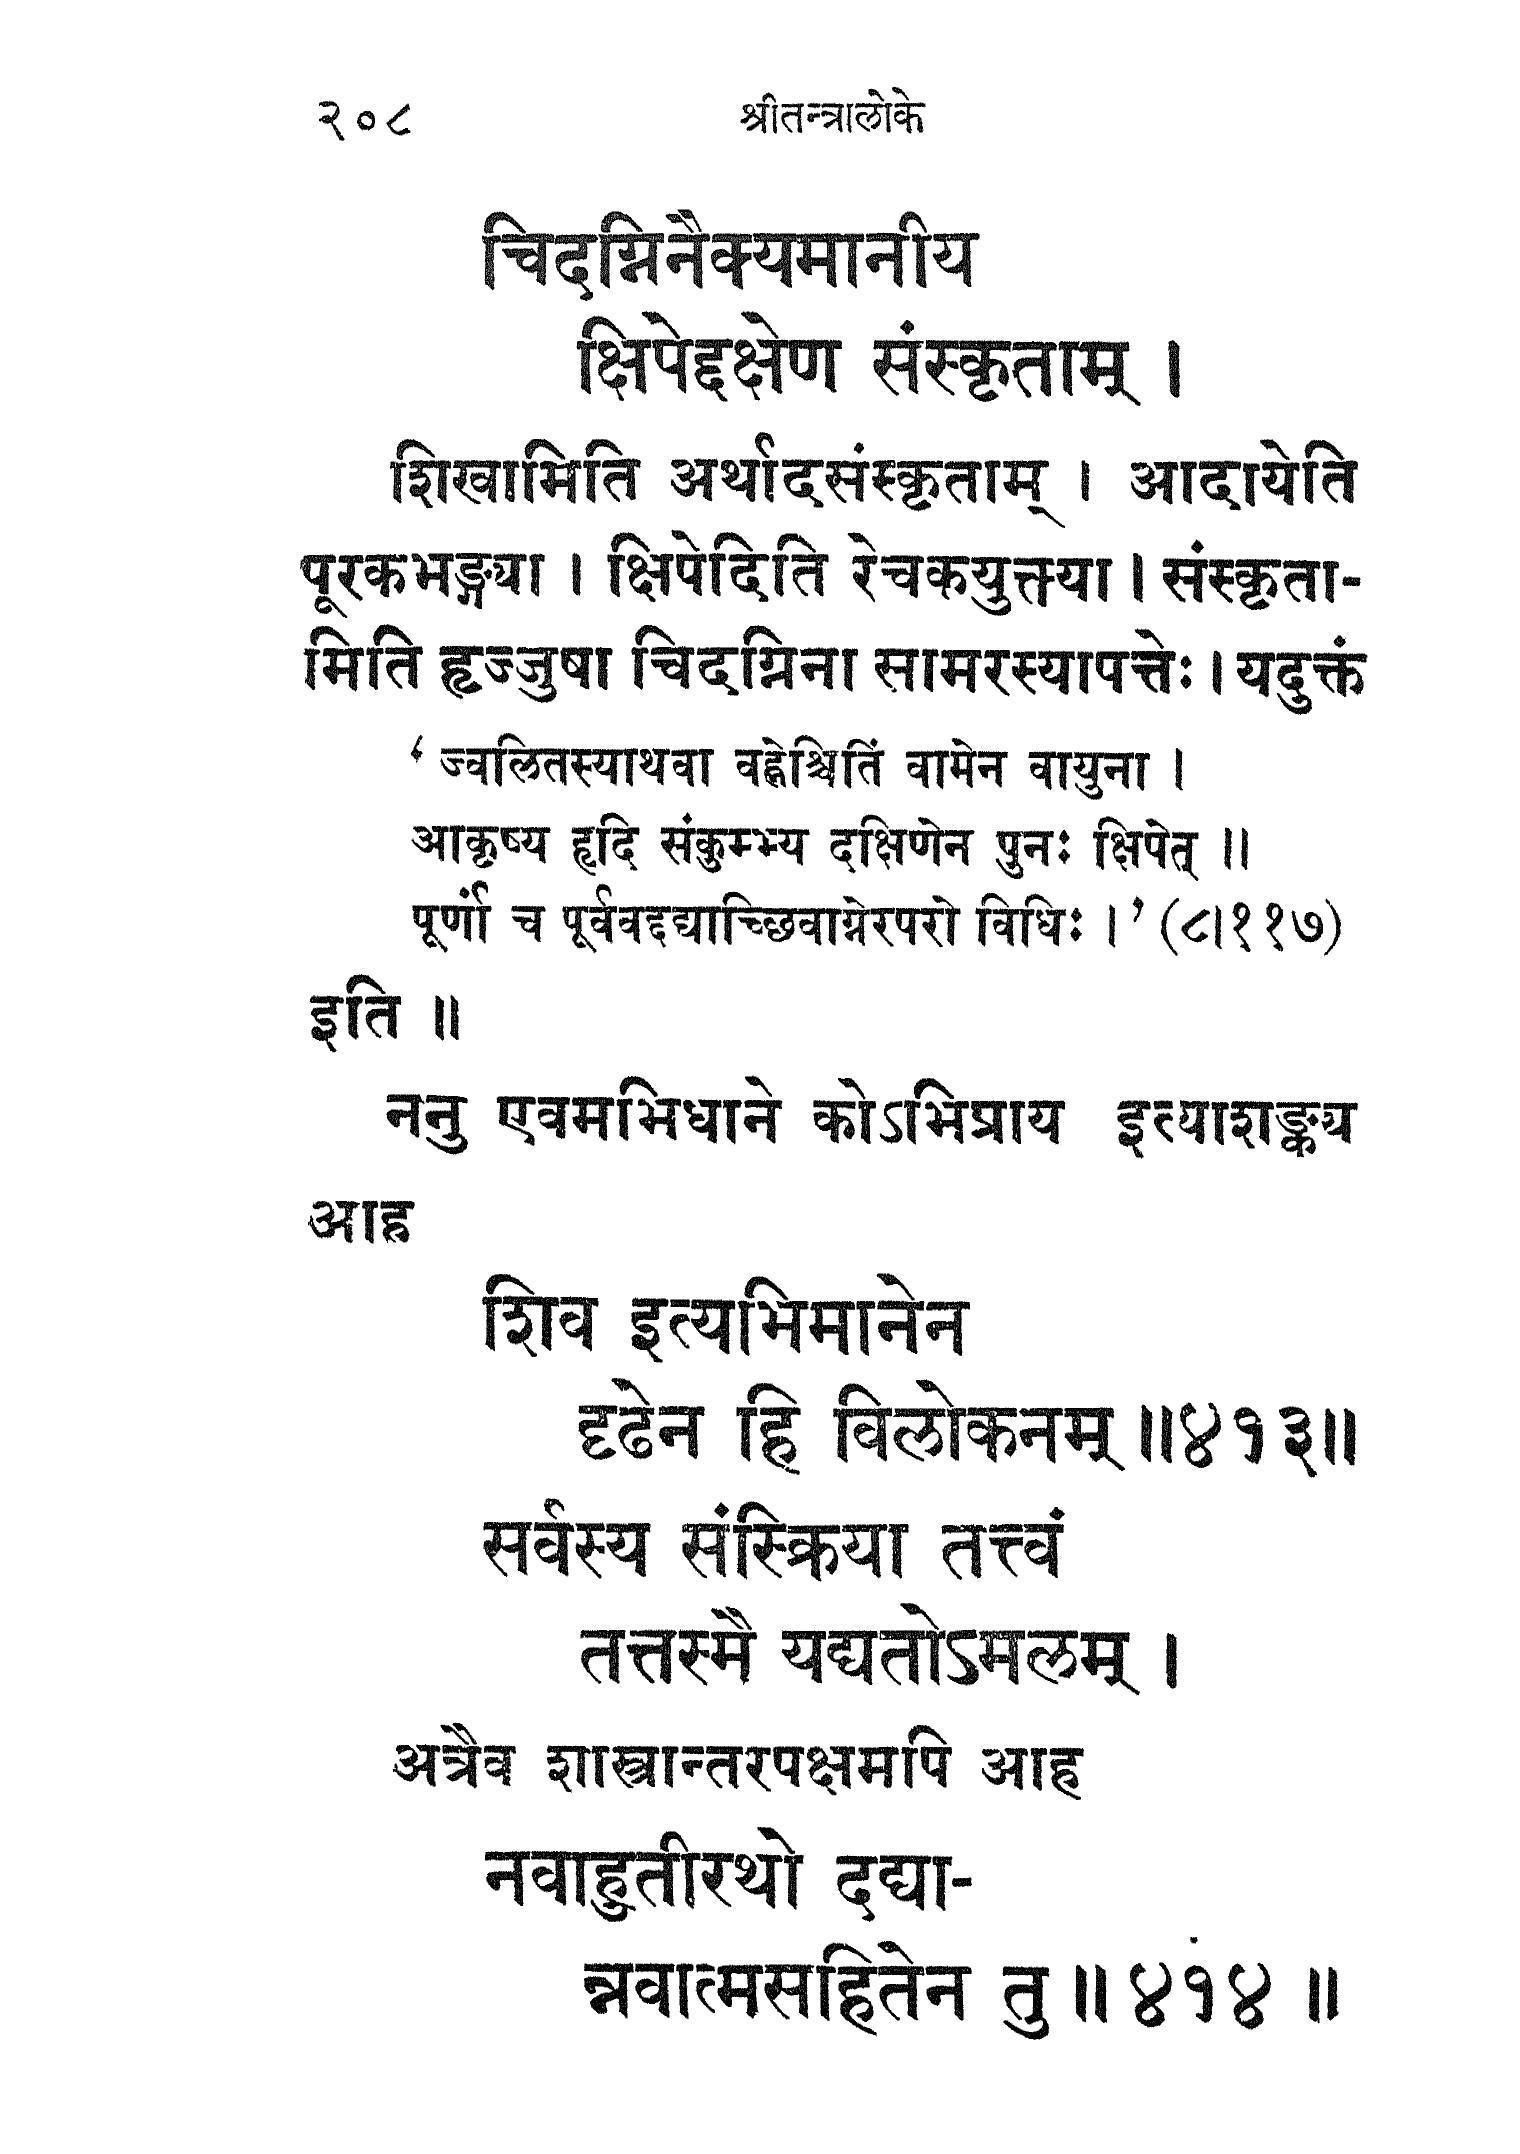 २०८ श्रीतन्त्रालोके
चिदग्निनैक्यमानीय
क्षिपेद्दक्षेण संस्कृताम् ।
शिखामिति अर्थादसंस्कृताम् । आदायेति
पूरकभङ्ग्या । क्षिपेदिति रेचकयुक्त्या । संस्कृता-
मिति हृज्जुषा चिदग्निना सामरस्यापत्तेः । यदुक्तं
‘ ज्वलितस्याथवा वह्नेश्चितिं वामेन वायुना ।
आकृष्य हृदि संकुम्भ्य दक्षिणेन पुनः क्षिपेत् ॥
पूर्णां च पूर्ववद्दद्याच्छिवाग्नेरपरो विधिः । ’ (८।११७)
इति ॥
ननु एवमभिधाने कोऽभिप्राय इत्याशङ्क्य
आह
शिव इत्यभिमानेन
दृढेन हि विलोकनम् ॥४१३॥
सर्वस्य संस्क्रिया तत्त्वं
तत्तस्मै यद्यतोऽमलम् ।
अत्रैव शास्त्रान्तरपक्षमपि आह
नवाहुतीरथो दद्या-
न्नवात्मसहितेन तु ॥ ४१४ ॥